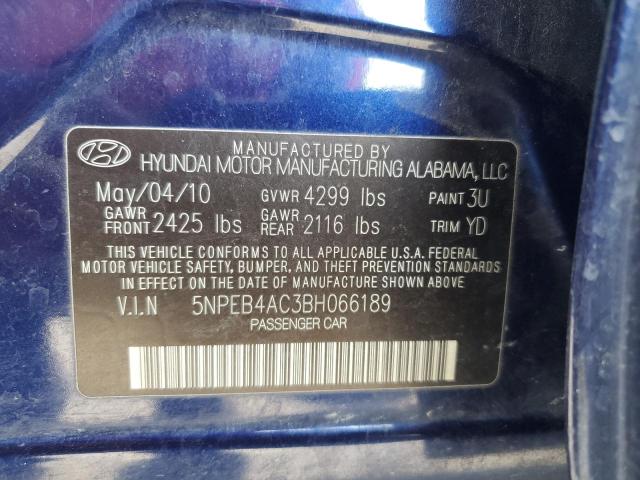 MANUFACTURED BY
HYUNDAI MOTOR MANUFACTURING ALABAMA, LLC
May/04/10 GVWR 4299 lbs PAINT 3U
GAWR FRONT 2425 lbs GAWR REAR 2116 lbs TRIM YD
THIS VEHICLE CONFORMS TO ALL APPLICABLE U.S.A. FEDERAL
MOTOR VEHICLE SAFETY, BUMPER, AND THEFT PREVENTION STANDARDS
IN EFFECT ON THE DATE OF MANUFACTURE SHOWN ABOVE.
V.I.N 5NPEB4AC3BH066189
PASSENGER CAR